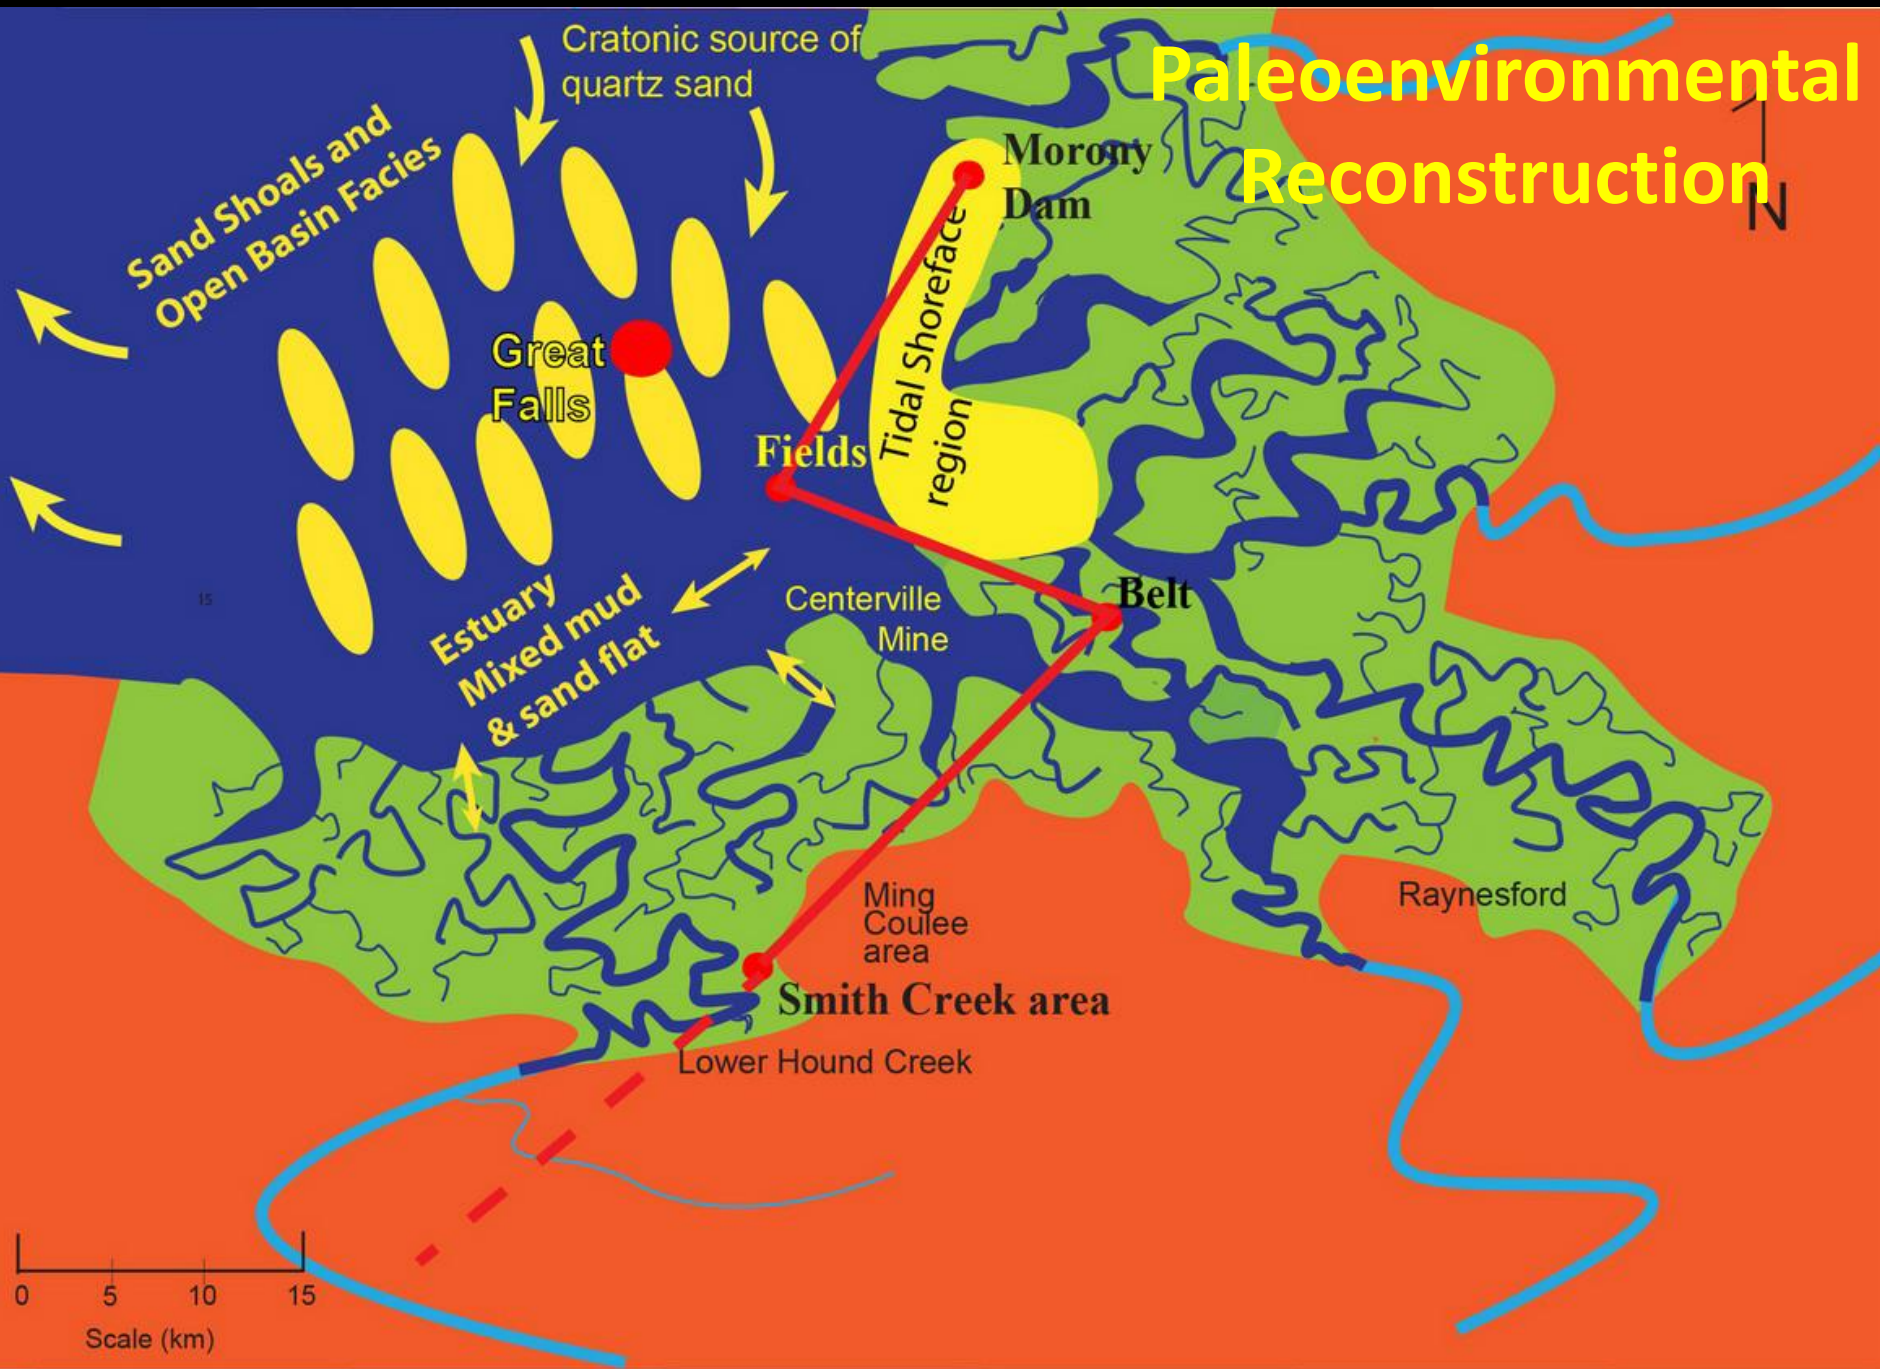 Paleoenvironmental
Reconstruction
N
Cratonic source of
quartz sand
Sand Shoals and
Open Basin Facies
Morony
Dam
Tidal Shoreface
region
Great
Falls
Fields
Belt
Centerville
Mine
15
Estuary
Mixed mud
& sand flat
Ming
Coulee
area
Raynesford
Smith Creek area
Lower Hound Creek
0 5 10 15
Scale (km)